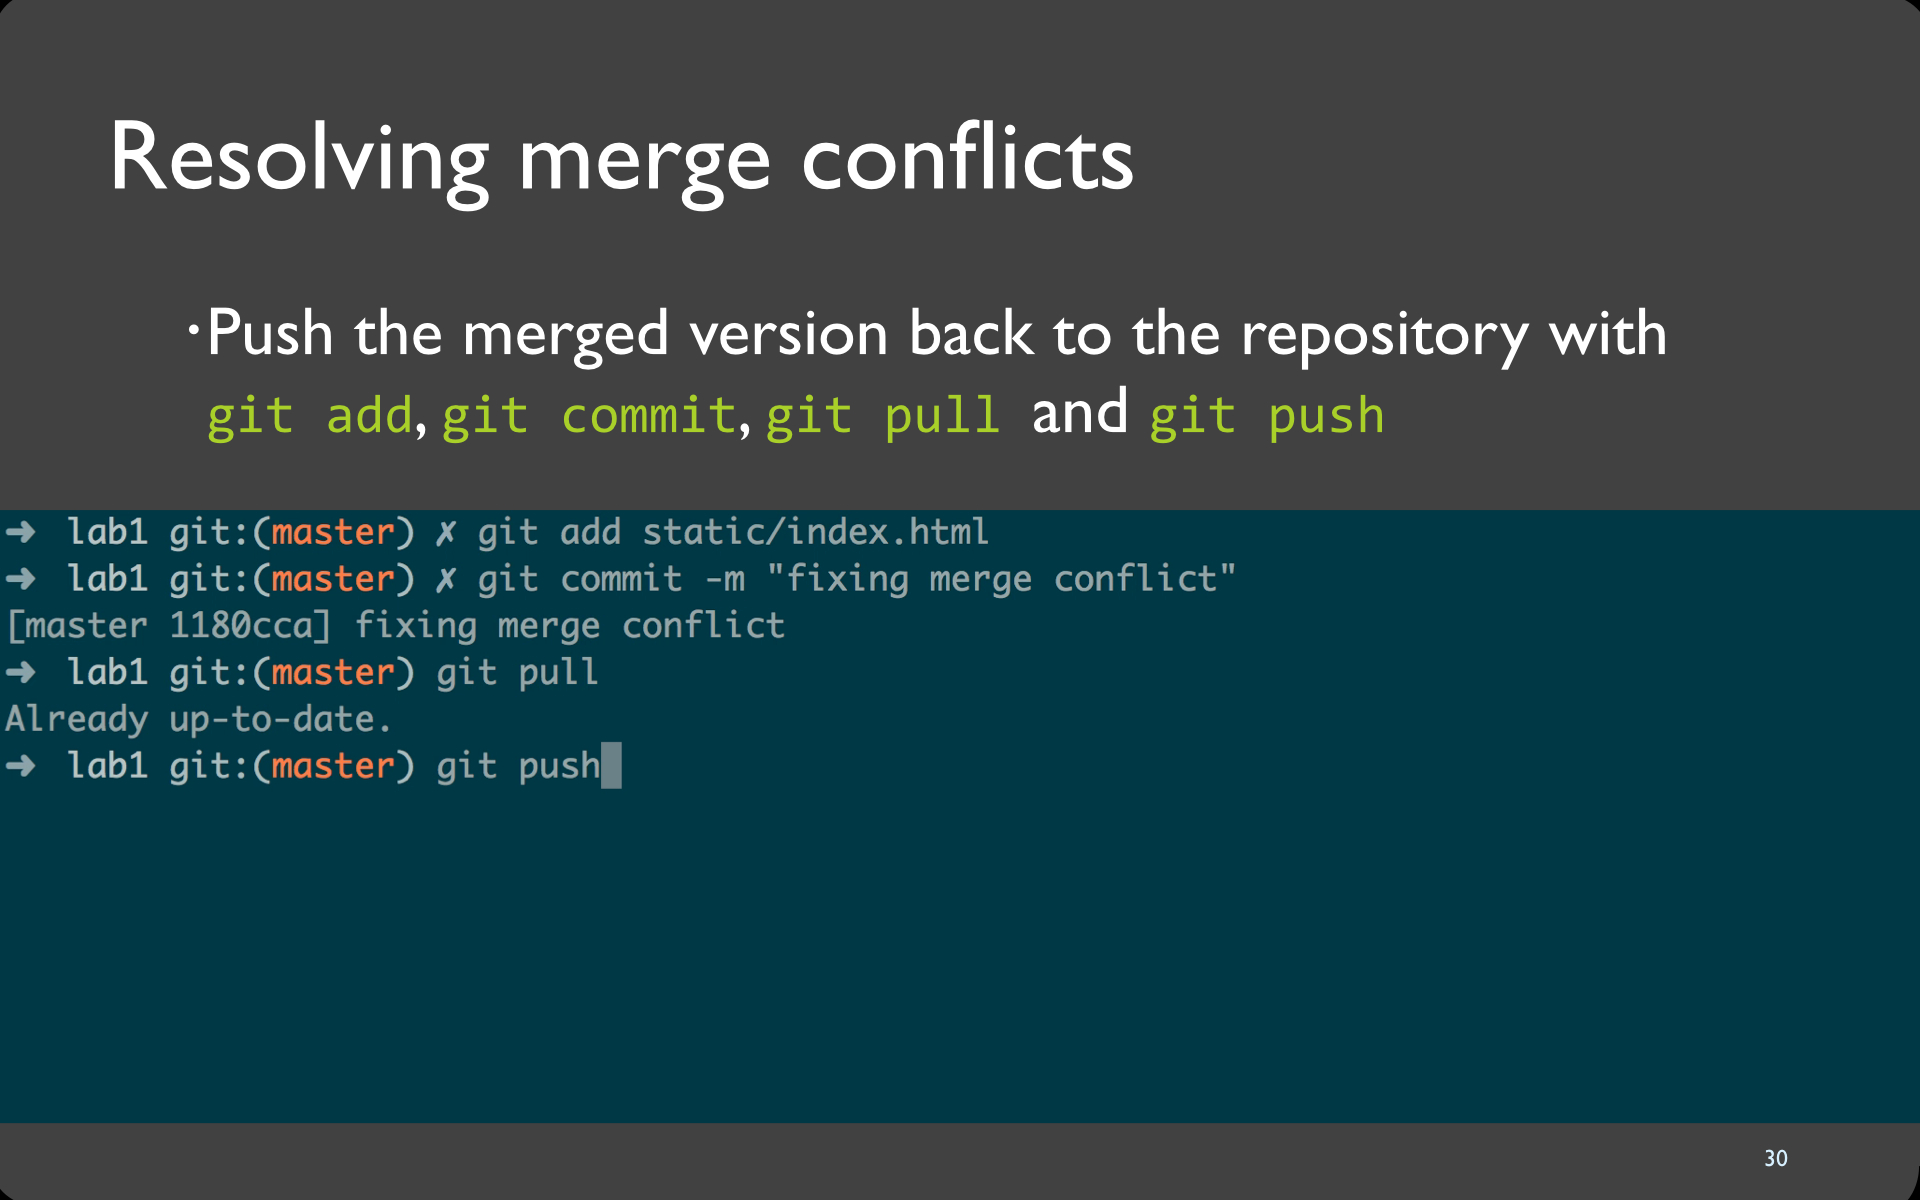 Resolving merge conflicts
•Push the merged version back to the repository with
git add, git commit, git pull and git push
➜ lab1 git:(master) ✗ git add static/index.html
➜ lab1 git:(master) ✗ git commit -m "fixing merge conflict"
[master 1180cca] fixing merge conflict
➜ lab1 git:(master) git pull
Already up-to-date.
➜ lab1 git:(master) git push
30